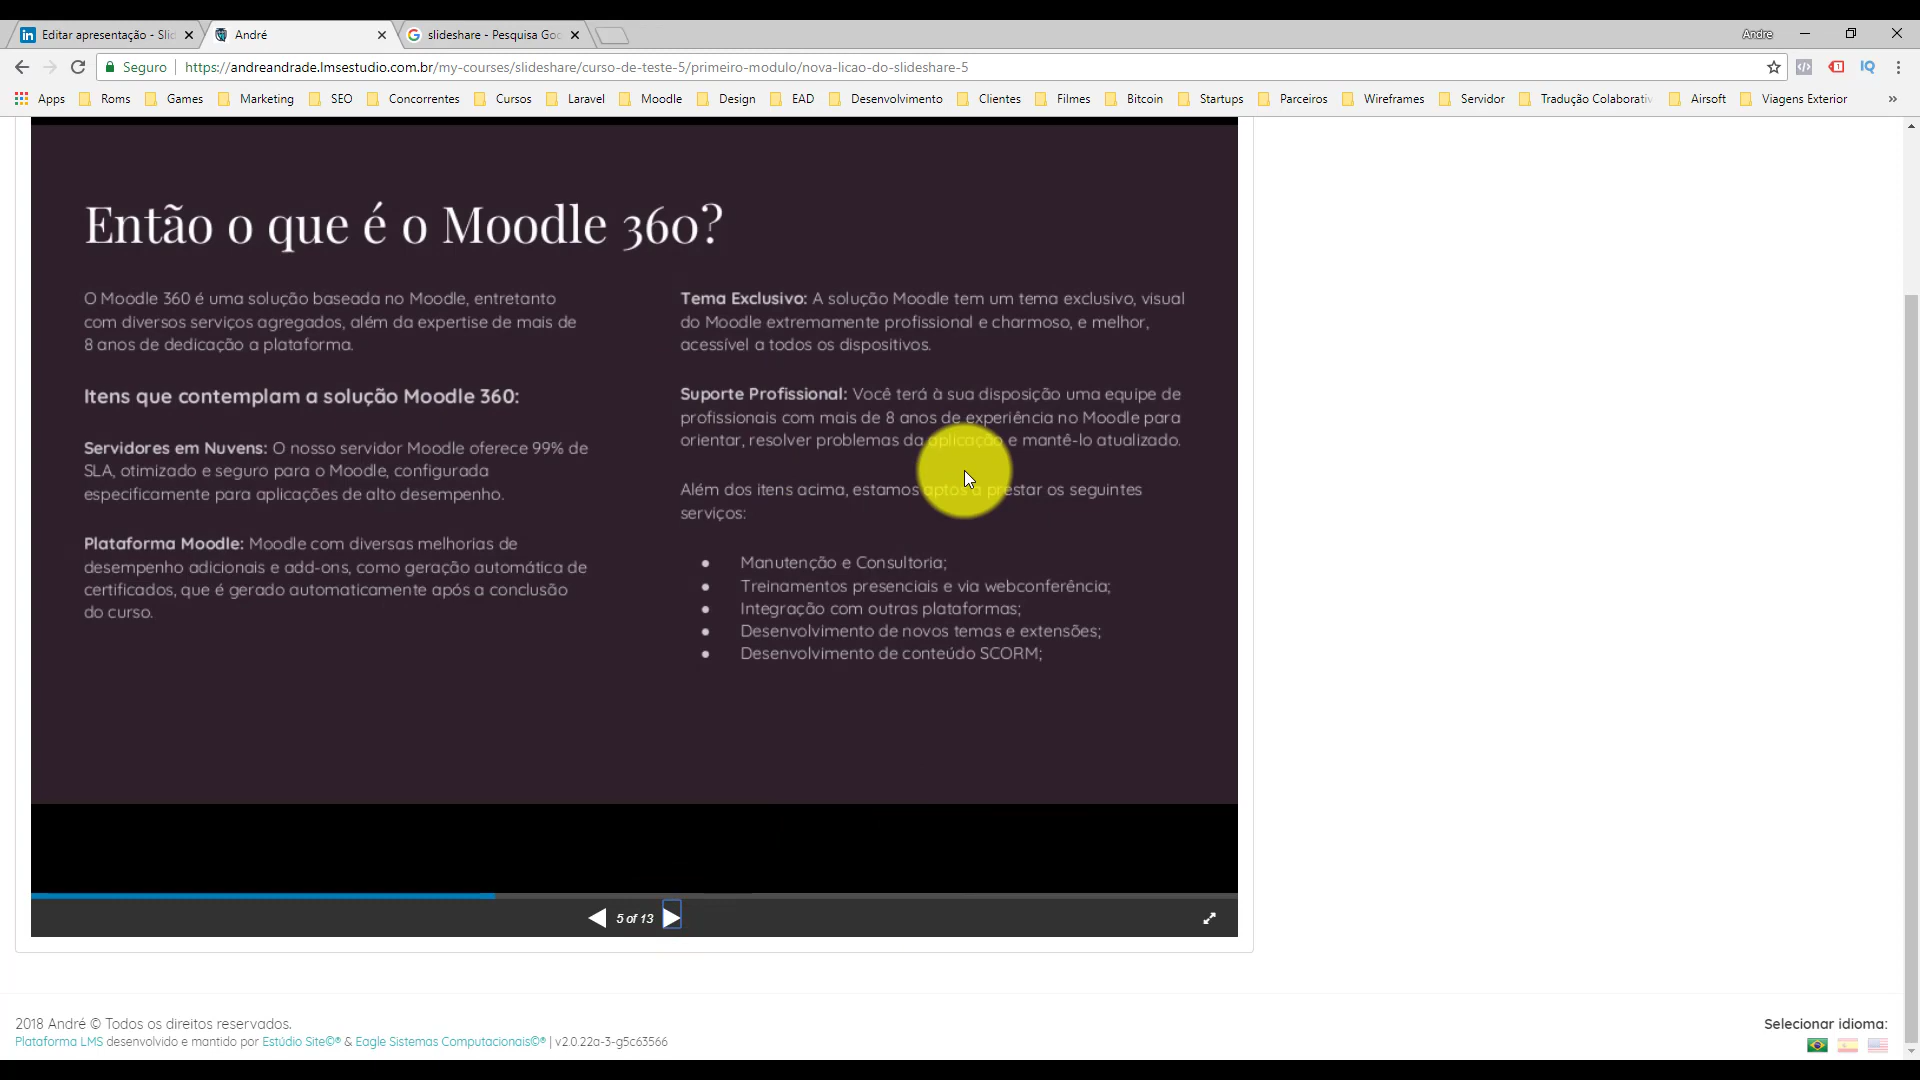 Editar apresentação - Slid
André
slideshare - Pesquisa Goo
Andre
Seguro
https://andreandrade.lmsestudio.com.br/my-courses/slideshare/curso-de-teste-5/primeiro-modulo/nova-licao-do-slideshare-5
Apps Roms Games Marketing SEO Concorrentes Cursos Laravel Moodle Design EAD Desenvolvimento Clientes Filmes Bitcoin Startups Parceiros Wireframes Servidor Tradução Colaborativ Airsoft Viagens Exterior »
Então o que é o Moodle 360?
O Moodle 360 é uma solução baseada no Moodle, entretanto
com diversos serviços agregados, além da expertise de mais de
8 anos de dedicação a plataforma.
Itens que contemplam a solução Moodle 360:
Servidores em Nuvens: O nosso servidor Moodle oferece 99% de
SLA, otimizado e seguro para o Moodle, configurada
especificamente para aplicações de alto desempenho.
Plataforma Moodle: Moodle com diversas melhorias de
desempenho adicionais e add-ons, como geração automática de
certificados, que é gerado automaticamente após a conclusão
do curso.
Tema Exclusivo: A solução Moodle tem um tema exclusivo, visual
do Moodle extremamente profissional e charmoso, e melhor,
acessível a todos os dispositivos.
Suporte Profissional: Você terá à sua disposição uma equipe de
profissionais com mais de 8 anos de experiência no Moodle para
orientar, resolver problemas da aplicação e mantê-lo atualizado.
Além dos itens acima, estamos aptos a prestar os seguintes
serviços:
● Manutenção e Consultoria;
● Treinamentos presenciais e via webconferência;
● Integração com outras plataformas;
● Desenvolvimento de novos temas e extensões;
● Desenvolvimento de conteúdo SCORM;
5 of 13
2018 André © Todos os direitos reservados.
Plataforma LMS desenvolvido e mantido por Estúdio Site©® & Eagle Sistemas Computacionais©® | v2.0.22a-3-g5c63566
Selecionar idioma: